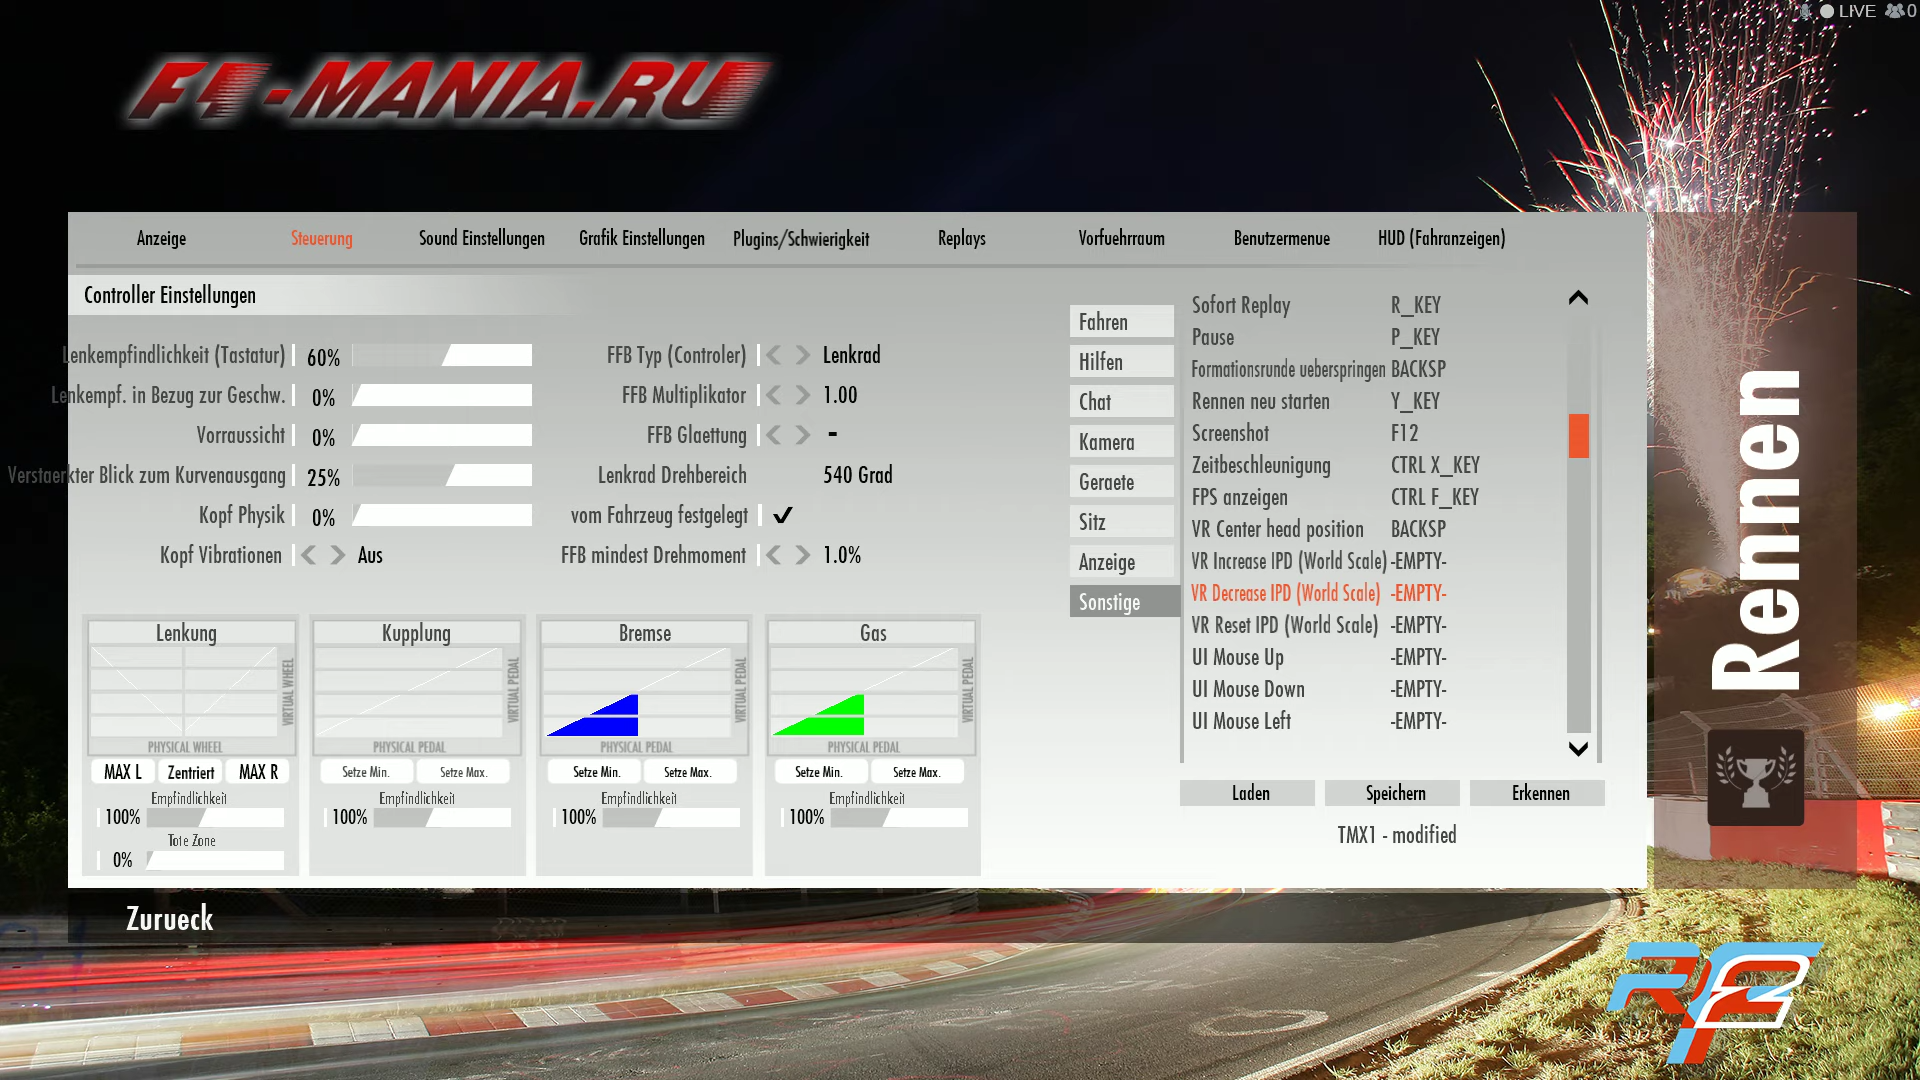 LIVE 0
F1-MANIA.RU
Anzeige Steuerung Sound Einstellungen Grafik Einstellungen Plugins/Schwierigkeit Replays Vorfuehrraum Benutzermenue HUD (Fahranzeigen)
Controller Einstellungen
Lenkempfindlichkeit (Tastatur) 60%
Lenkempf. in Bezug zur Geschw. 0%
Vorraussicht 0%
Verstaerkter Blick zum Kurvenausgang 25%
Kopf Physik 0%
Kopf Vibrationen Aus
FFB Typ (Controler) Lenkrad
FFB Multiplikator 1.00
FFB Glaettung -
Lenkrad Drehbereich 540 Grad
vom Fahrzeug festgelegt
FFB mindest Drehmoment 1.0%
Lenkung
VIRTUAL WHEEL
PHYSICAL WHEEL
MAX L Zentriert MAX R
Empfindlichkeit
100%
Tote Zone
0%
Kupplung
VIRTUAL PEDAL
PHYSICAL PEDAL
Setze Min. Setze Max.
Empfindlichkeit
100%
Bremse
VIRTUAL PEDAL
PHYSICAL PEDAL
Setze Min. Setze Max.
Empfindlichkeit
100%
Gas
VIRTUAL PEDAL
PHYSICAL PEDAL
Setze Min. Setze Max.
Empfindlichkeit
100%
Fahren
Hilfen
Chat
Kamera
Geraete
Sitz
Anzeige
Sonstige
Sofort Replay R_KEY
Pause P_KEY
Formationsrunde ueberspringen BACKSP
Rennen neu starten Y_KEY
Screenshot F12
Zeitbeschleunigung CTRL X_KEY
FPS anzeigen CTRL F_KEY
VR Center head position BACKSP
VR Increase IPD (World Scale) -EMPTY-
VR Decrease IPD (World Scale) -EMPTY-
VR Reset IPD (World Scale) -EMPTY-
UI Mouse Up -EMPTY-
UI Mouse Down -EMPTY-
UI Mouse Left -EMPTY-
Laden Speichern Erkennen
TMX1 - modified
Rennen
Zurueck
RF2